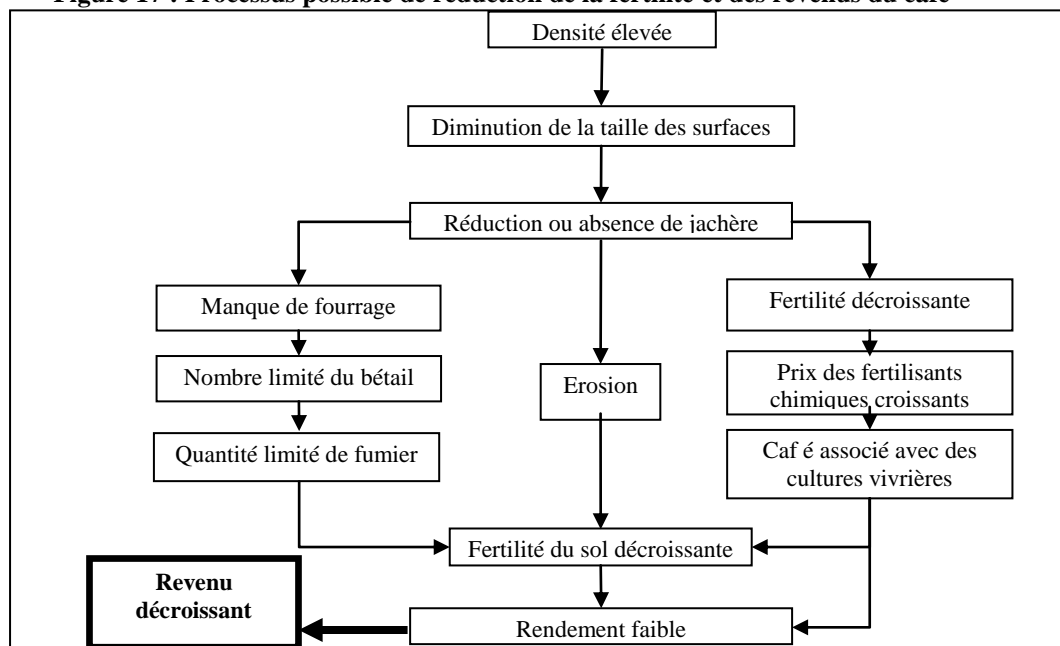 Figure 17 : Processus possible de réduction de la fertilité et des revenus du café
Densité élevée
Diminution de la taille des surfaces
Réduction ou absence de jachère
Manque de fourrage
Nombre limité du bétail
Quantité limité de fumier
Erosion
Fertilité décroissante
Prix des fertilisants
chimiques croissants
Caf é associé avec des
cultures vivrières
Fertilité du sol décroissante
Rendement faible
Revenu
décroissant